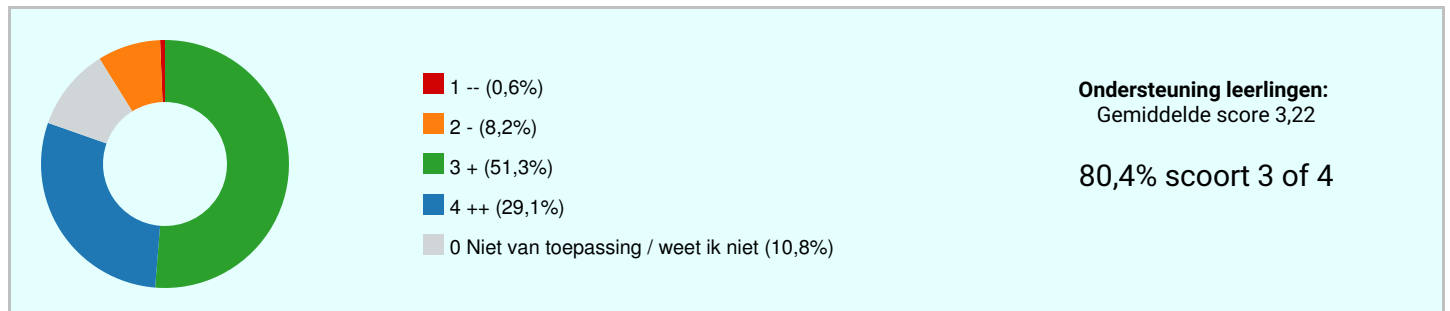 1 -- (0,6%)
2 - (8,2%)
3 + (51,3%)
4 ++ (29,1%)
0 Niet van toepassing / weet ik niet (10,8%)
Ondersteuning leerlingen:
Gemiddelde score 3,22
80,4% scoort 3 of 4